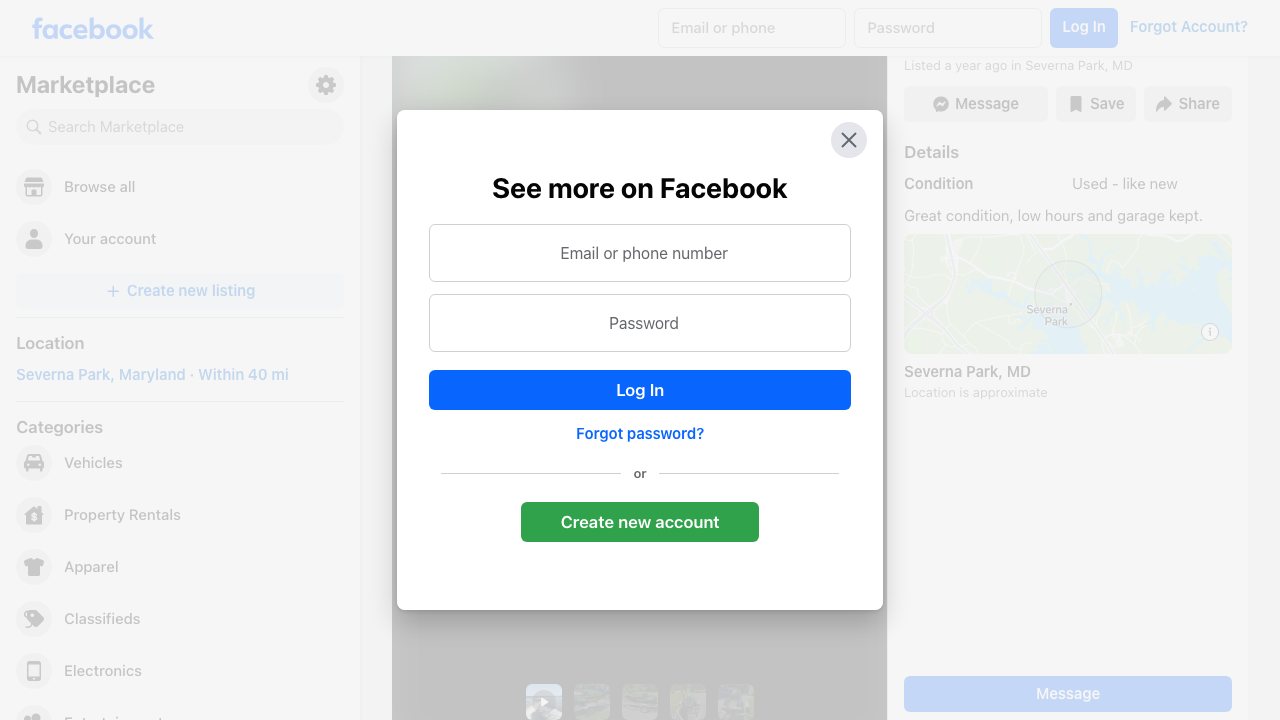 facebook
Email or phone
Password
Log In
Forgot Account?
Marketplace
Search Marketplace
Browse all
Your account
Create new listing
Location
Severna Park, Maryland · Within 40 mi
Categories
Vehicles
Property Rentals
Apparel
Classifieds
Electronics
See more on Facebook
Email or phone number
Password
Log In
Forgot password?
or
Create new account
Listed a year ago in Severna Park, MD
Message
Save
Share
Details
Condition
Used - like new
Great condition, low hours and garage kept.
Severna
Park
Severna Park, MD
Location is approximate
Message